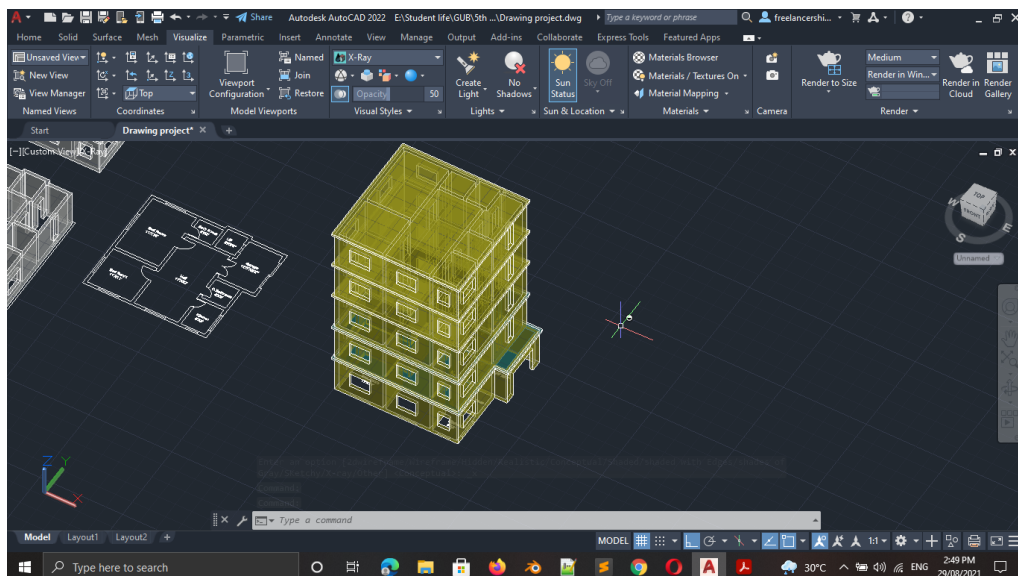 Share Autodesk AutoCAD 2022 E:\Student life\GUB\5th ...\Drawing project.dwg Type a keyword or phrase freelancershi...
Home Solid Surface Mesh Visualize Parametric Insert Annotate View Manage Output Add-ins Collaborate Express Tools Featured Apps
Unsaved View
New View
View Manager
Named Views
Top
Coordinates
Viewport
Configuration
Named
Join
Restore
Model Viewports
X-Ray
Opacity 50
Visual Styles
Create
Light
No
Shadows
Lights
Sun
Status
Sky Off
Sun & Location
Materials Browser
Materials / Textures On
Material Mapping
Materials
Camera
Render to Size
Medium
Render in Win...
Render in
Cloud
Render
Gallery
Render
Start Drawing project*
[-][Custom View][X-Ray]
TOP
FRONT
W
S
E
Unnamed
Z
Y
X
Type a command
Model Layout1 Layout2
MODEL 1:1
Type here to search
30°C ENG 2:49 PM
29/08/2021